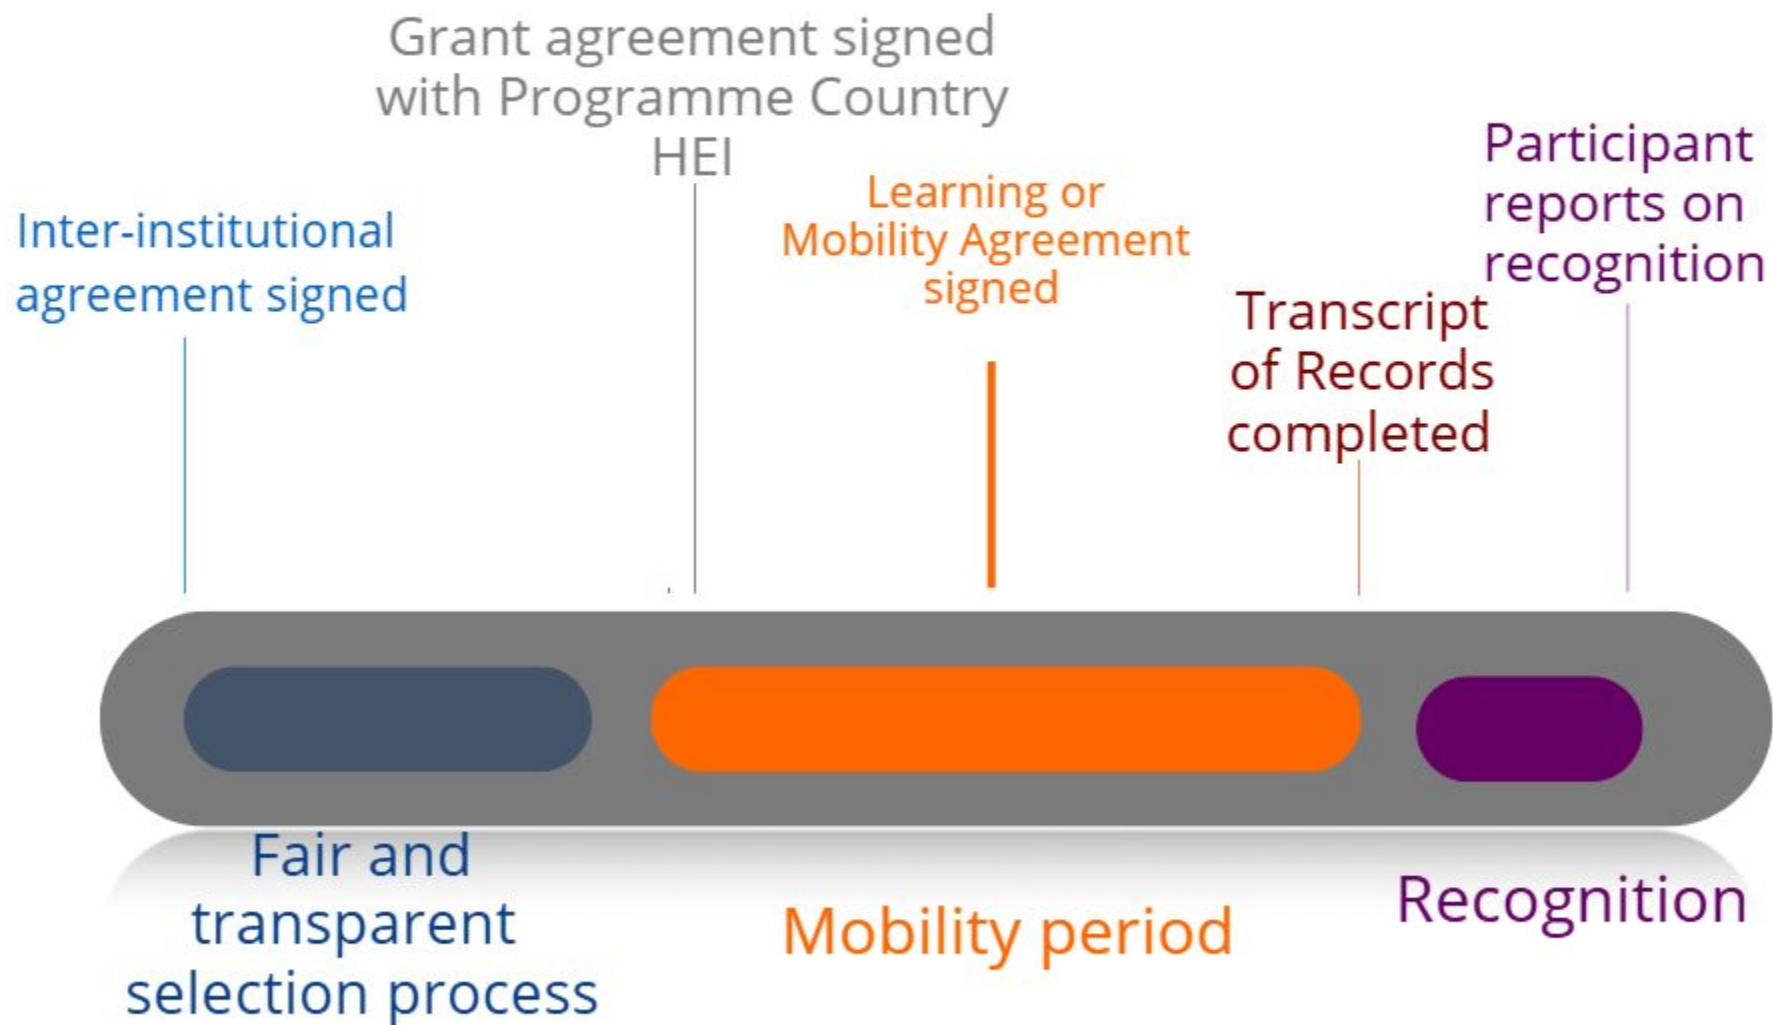 Grant agreement signed
with Programme Country
HEI
Inter-institutional
agreement signed
Learning or
Mobility Agreement
signed
Transcript
of Records
completed
Participant
reports on
recognition
Fair and
transparent
selection process
Mobility period
Recognition